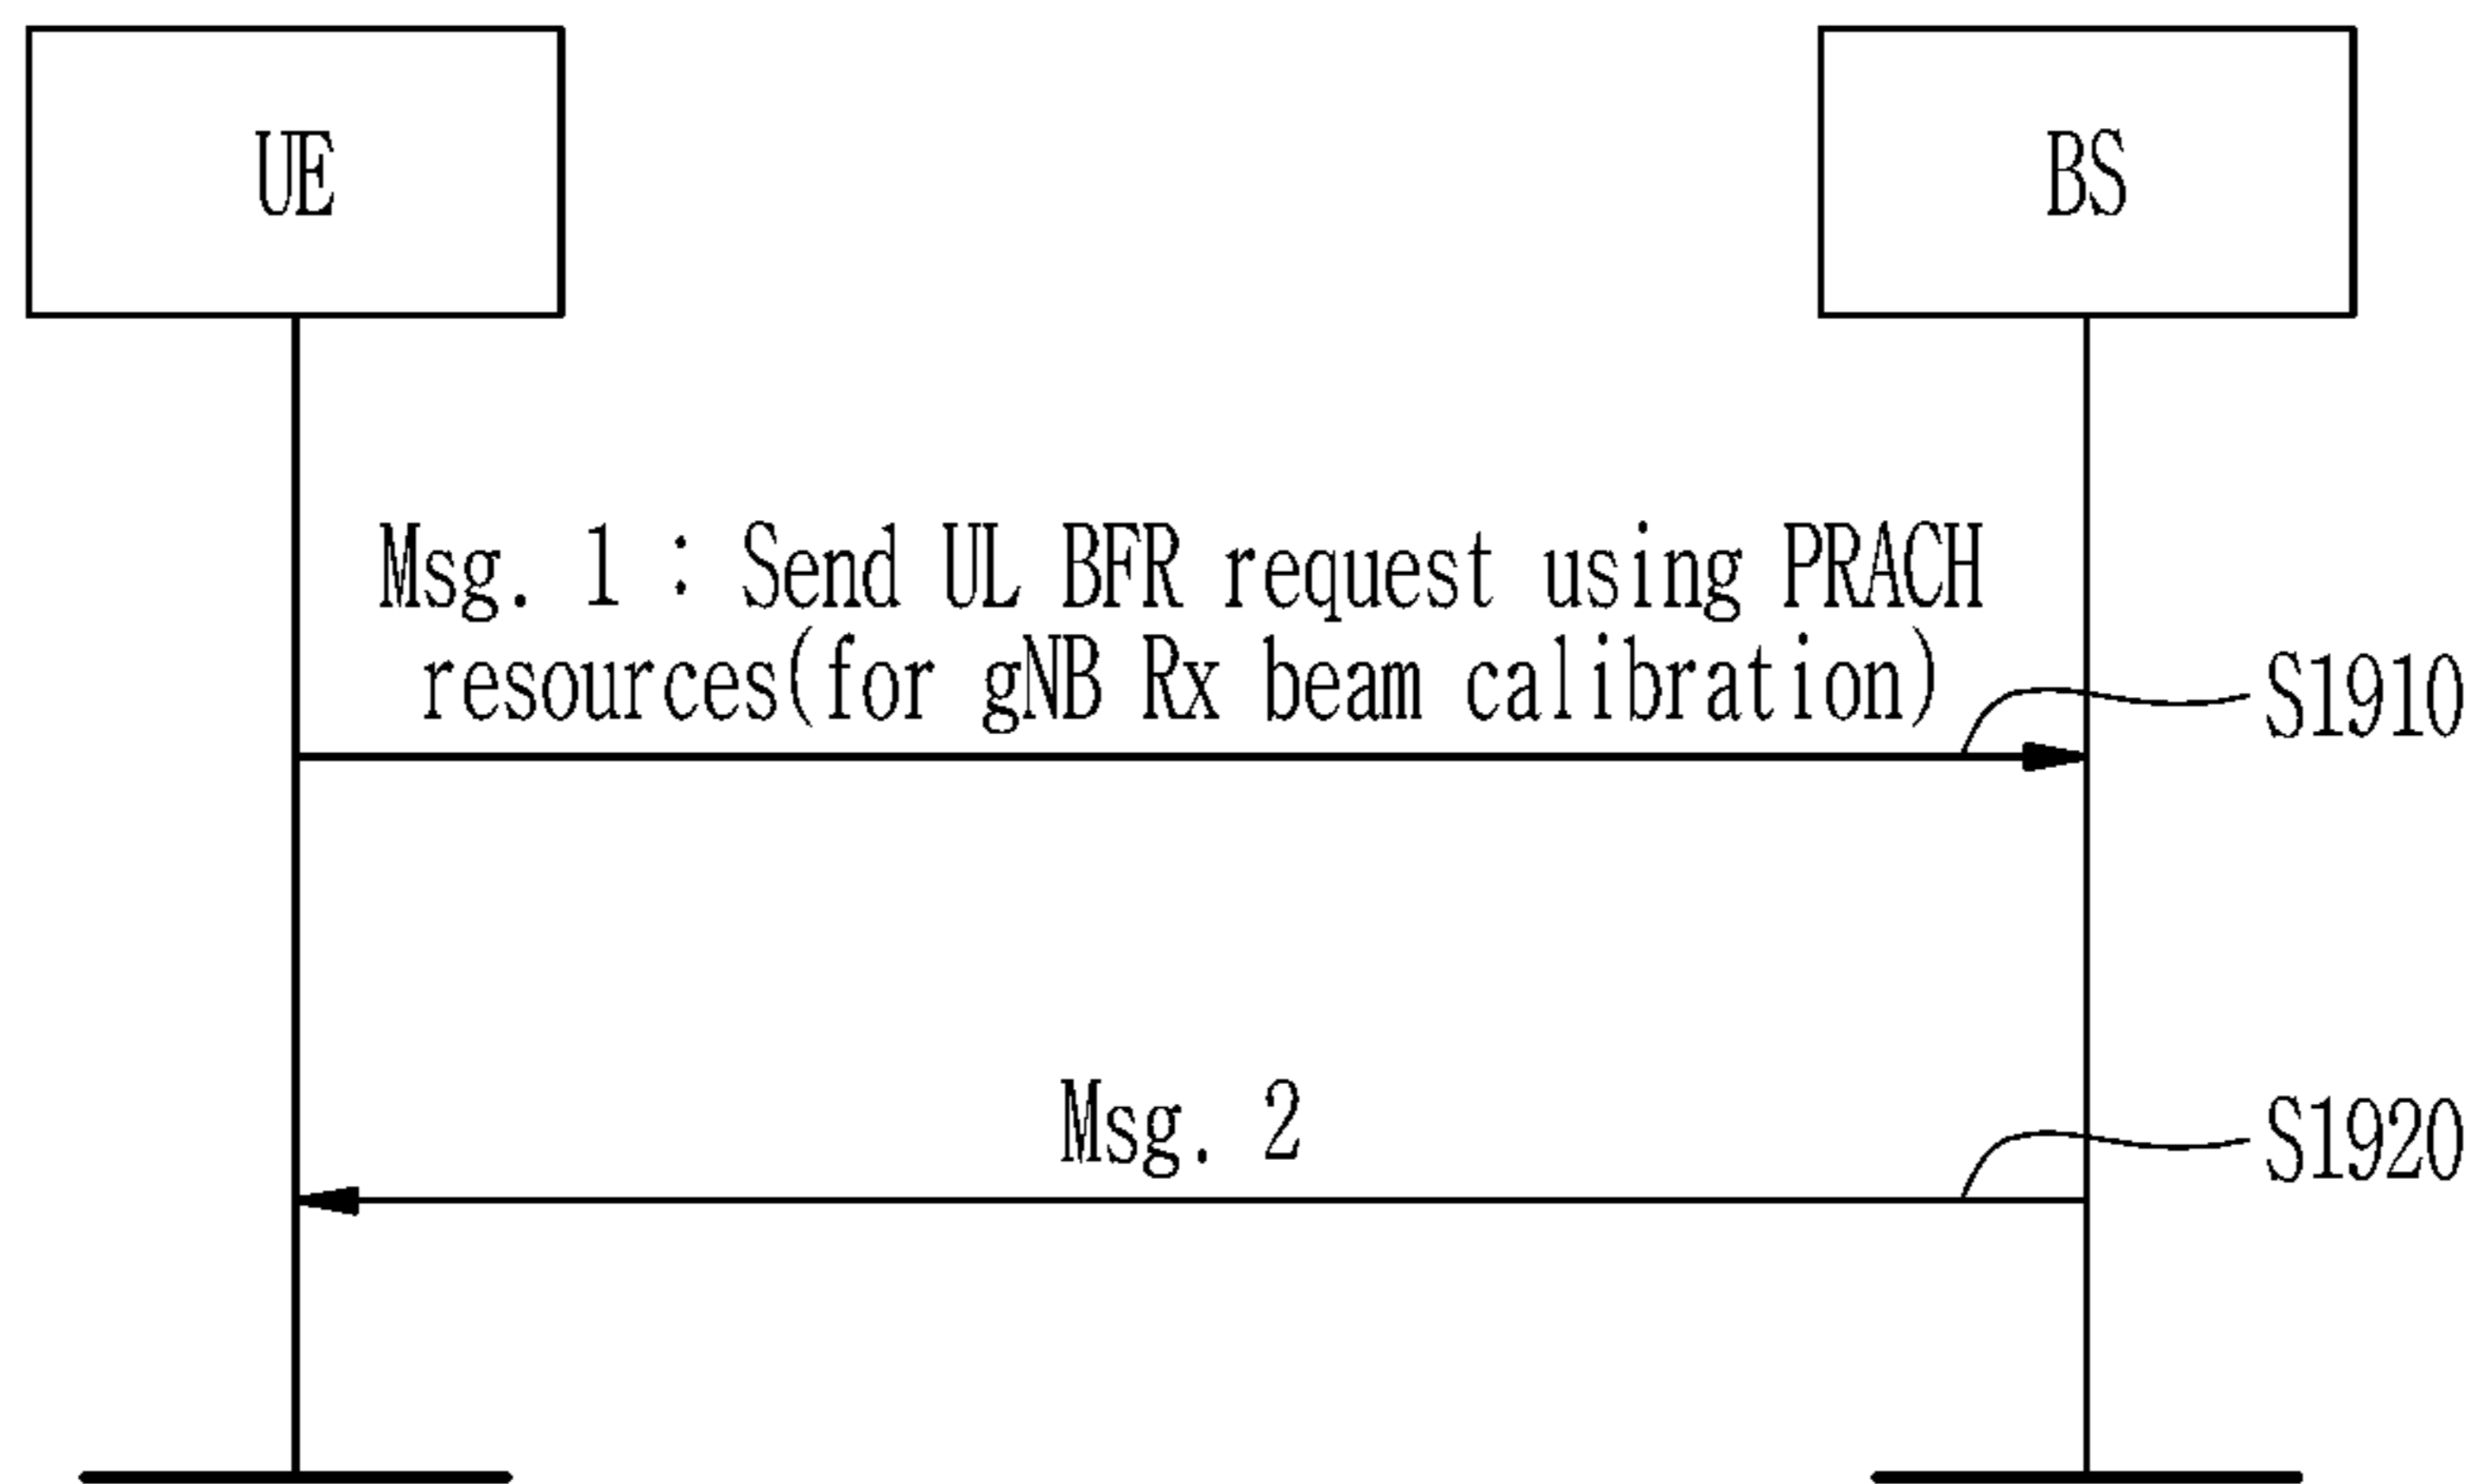 UE
BS
Msg. 1 : Send UL BFR request using PRACH
resources(for gNB Rx beam calibration)
S1910
Msg. 2
S1920